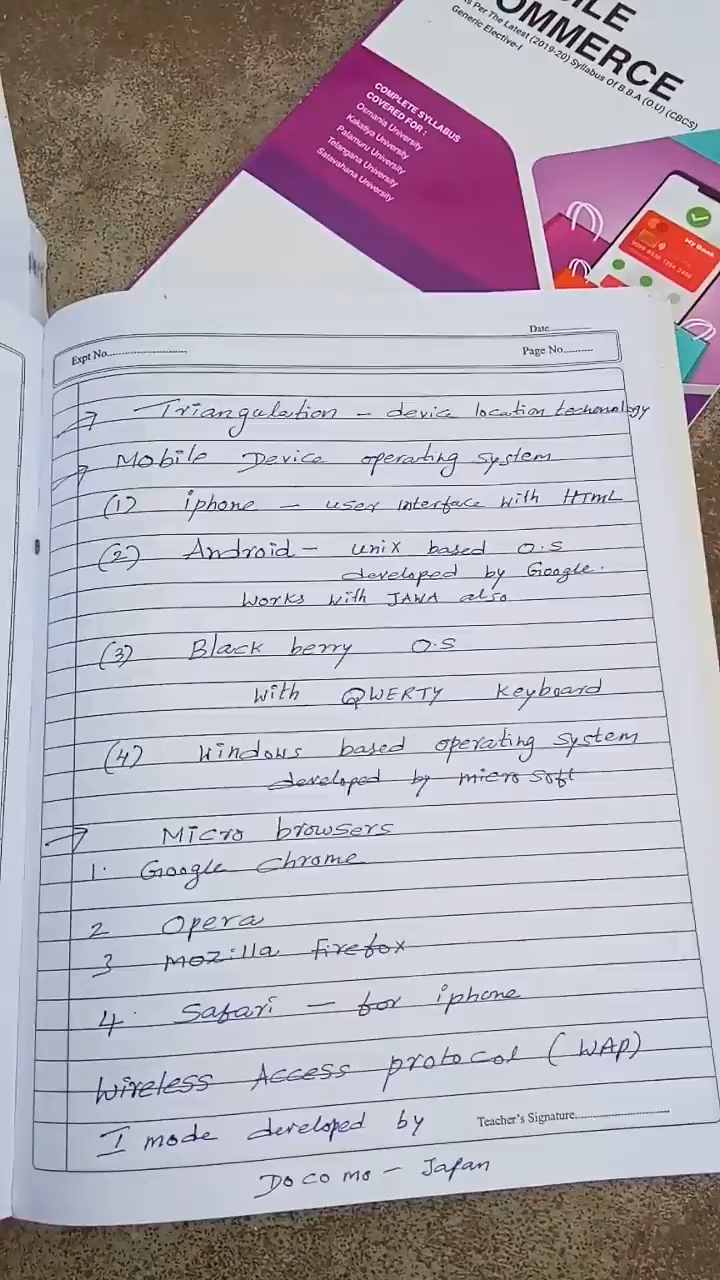 ILE
OMMERCE
s Per The Latest (2019-20) Syllabus Of B.B.A (O.U) (CBCS)
Generic Elective-I
COMPLETE SYLLABUS
COVERED FOR :
Osmania University
Kakatiya University
Palamuru University
Telangana University
Satavahana University
My Bank
Date
Expt No.
Page No.
→ Triangulation - device location techonology
→ Mobile Device operating system
(1) iphone - user interface with HTML
(2) Android - unix based O.S
developed by Google.
works with JAWA also
(3) Black berry O.S
with QWERTY Keyboard
(4) Windows based operating system
developed by micro soft
→ Micro browsers
1. Google chrome
2 Opera
3 mozilla firefox
4. Safari - for iphone
Wireless Access protocol (WAP)
I mode developed by
Teacher's Signature
Do co mo - Japan